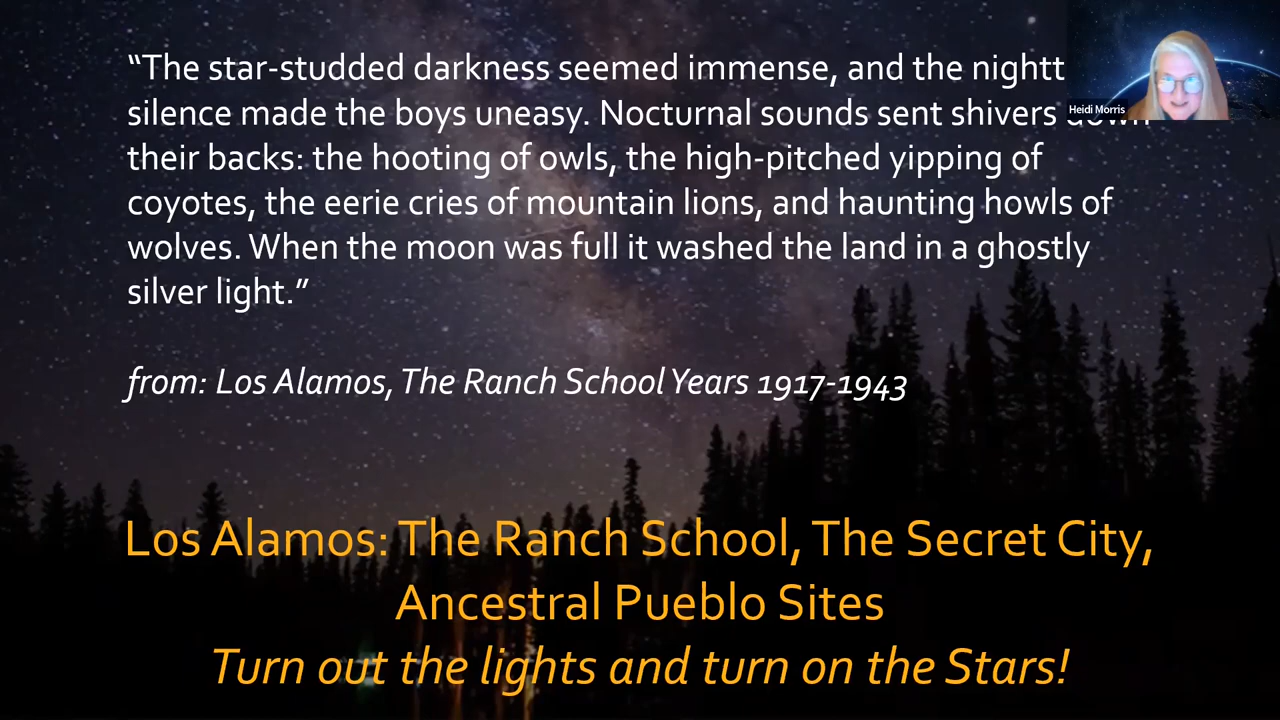 “The star-studded darkness seemed immense, and the nightt
silence made the boys uneasy. Nocturnal sounds sent shivers down
their backs: the hooting of owls, the high-pitched yipping of
coyotes, the eerie cries of mountain lions, and haunting howls of
wolves. When the moon was full it washed the land in a ghostly
silver light.”
from: Los Alamos, The Ranch School Years 1917-1943
Los Alamos: The Ranch School, The Secret City,
Ancestral Pueblo Sites
Turn out the lights and turn on the Stars!
Heidi Morris